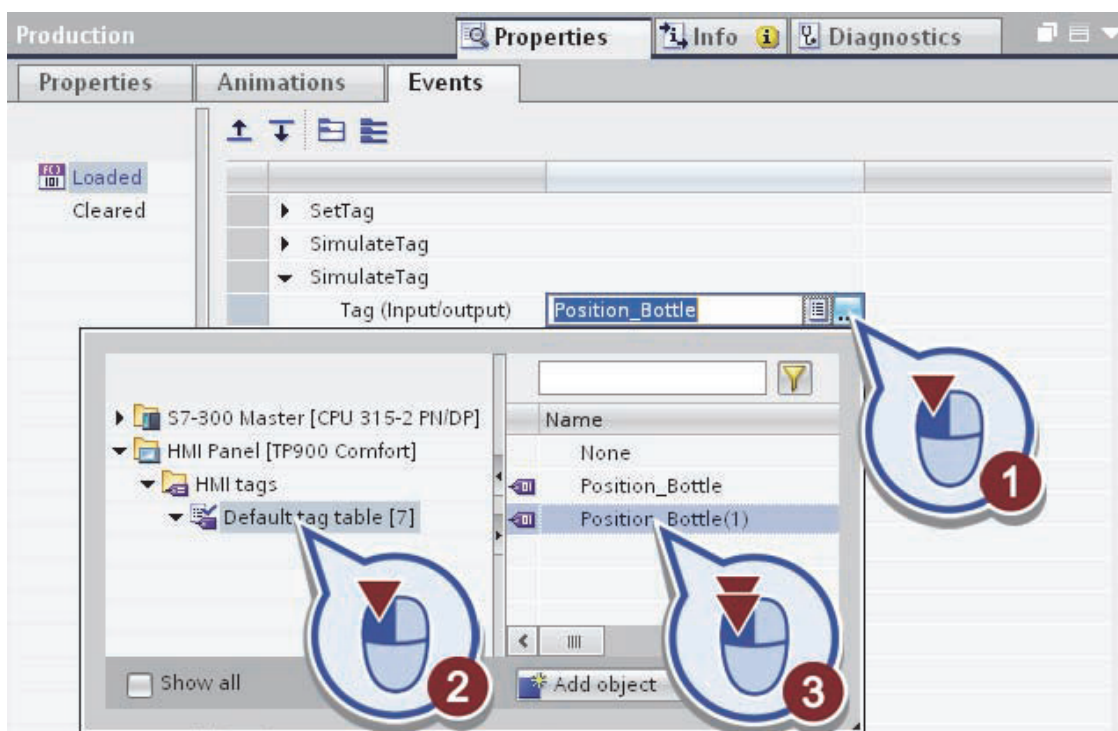 Production
Properties
Info
Diagnostics
Properties
Animations
Events
Loaded
Cleared
SetTag
SimulateTag
SimulateTag
Tag (Input/output)
Position_Bottle
...
S7-300 Master [CPU 315-2 PN/DP]
HMI Panel [TP900 Comfort]
HMI tags
Default tag table [7]
Name
None
Position_Bottle
Position_Bottle(1)
1
2
3
Show all
Add object